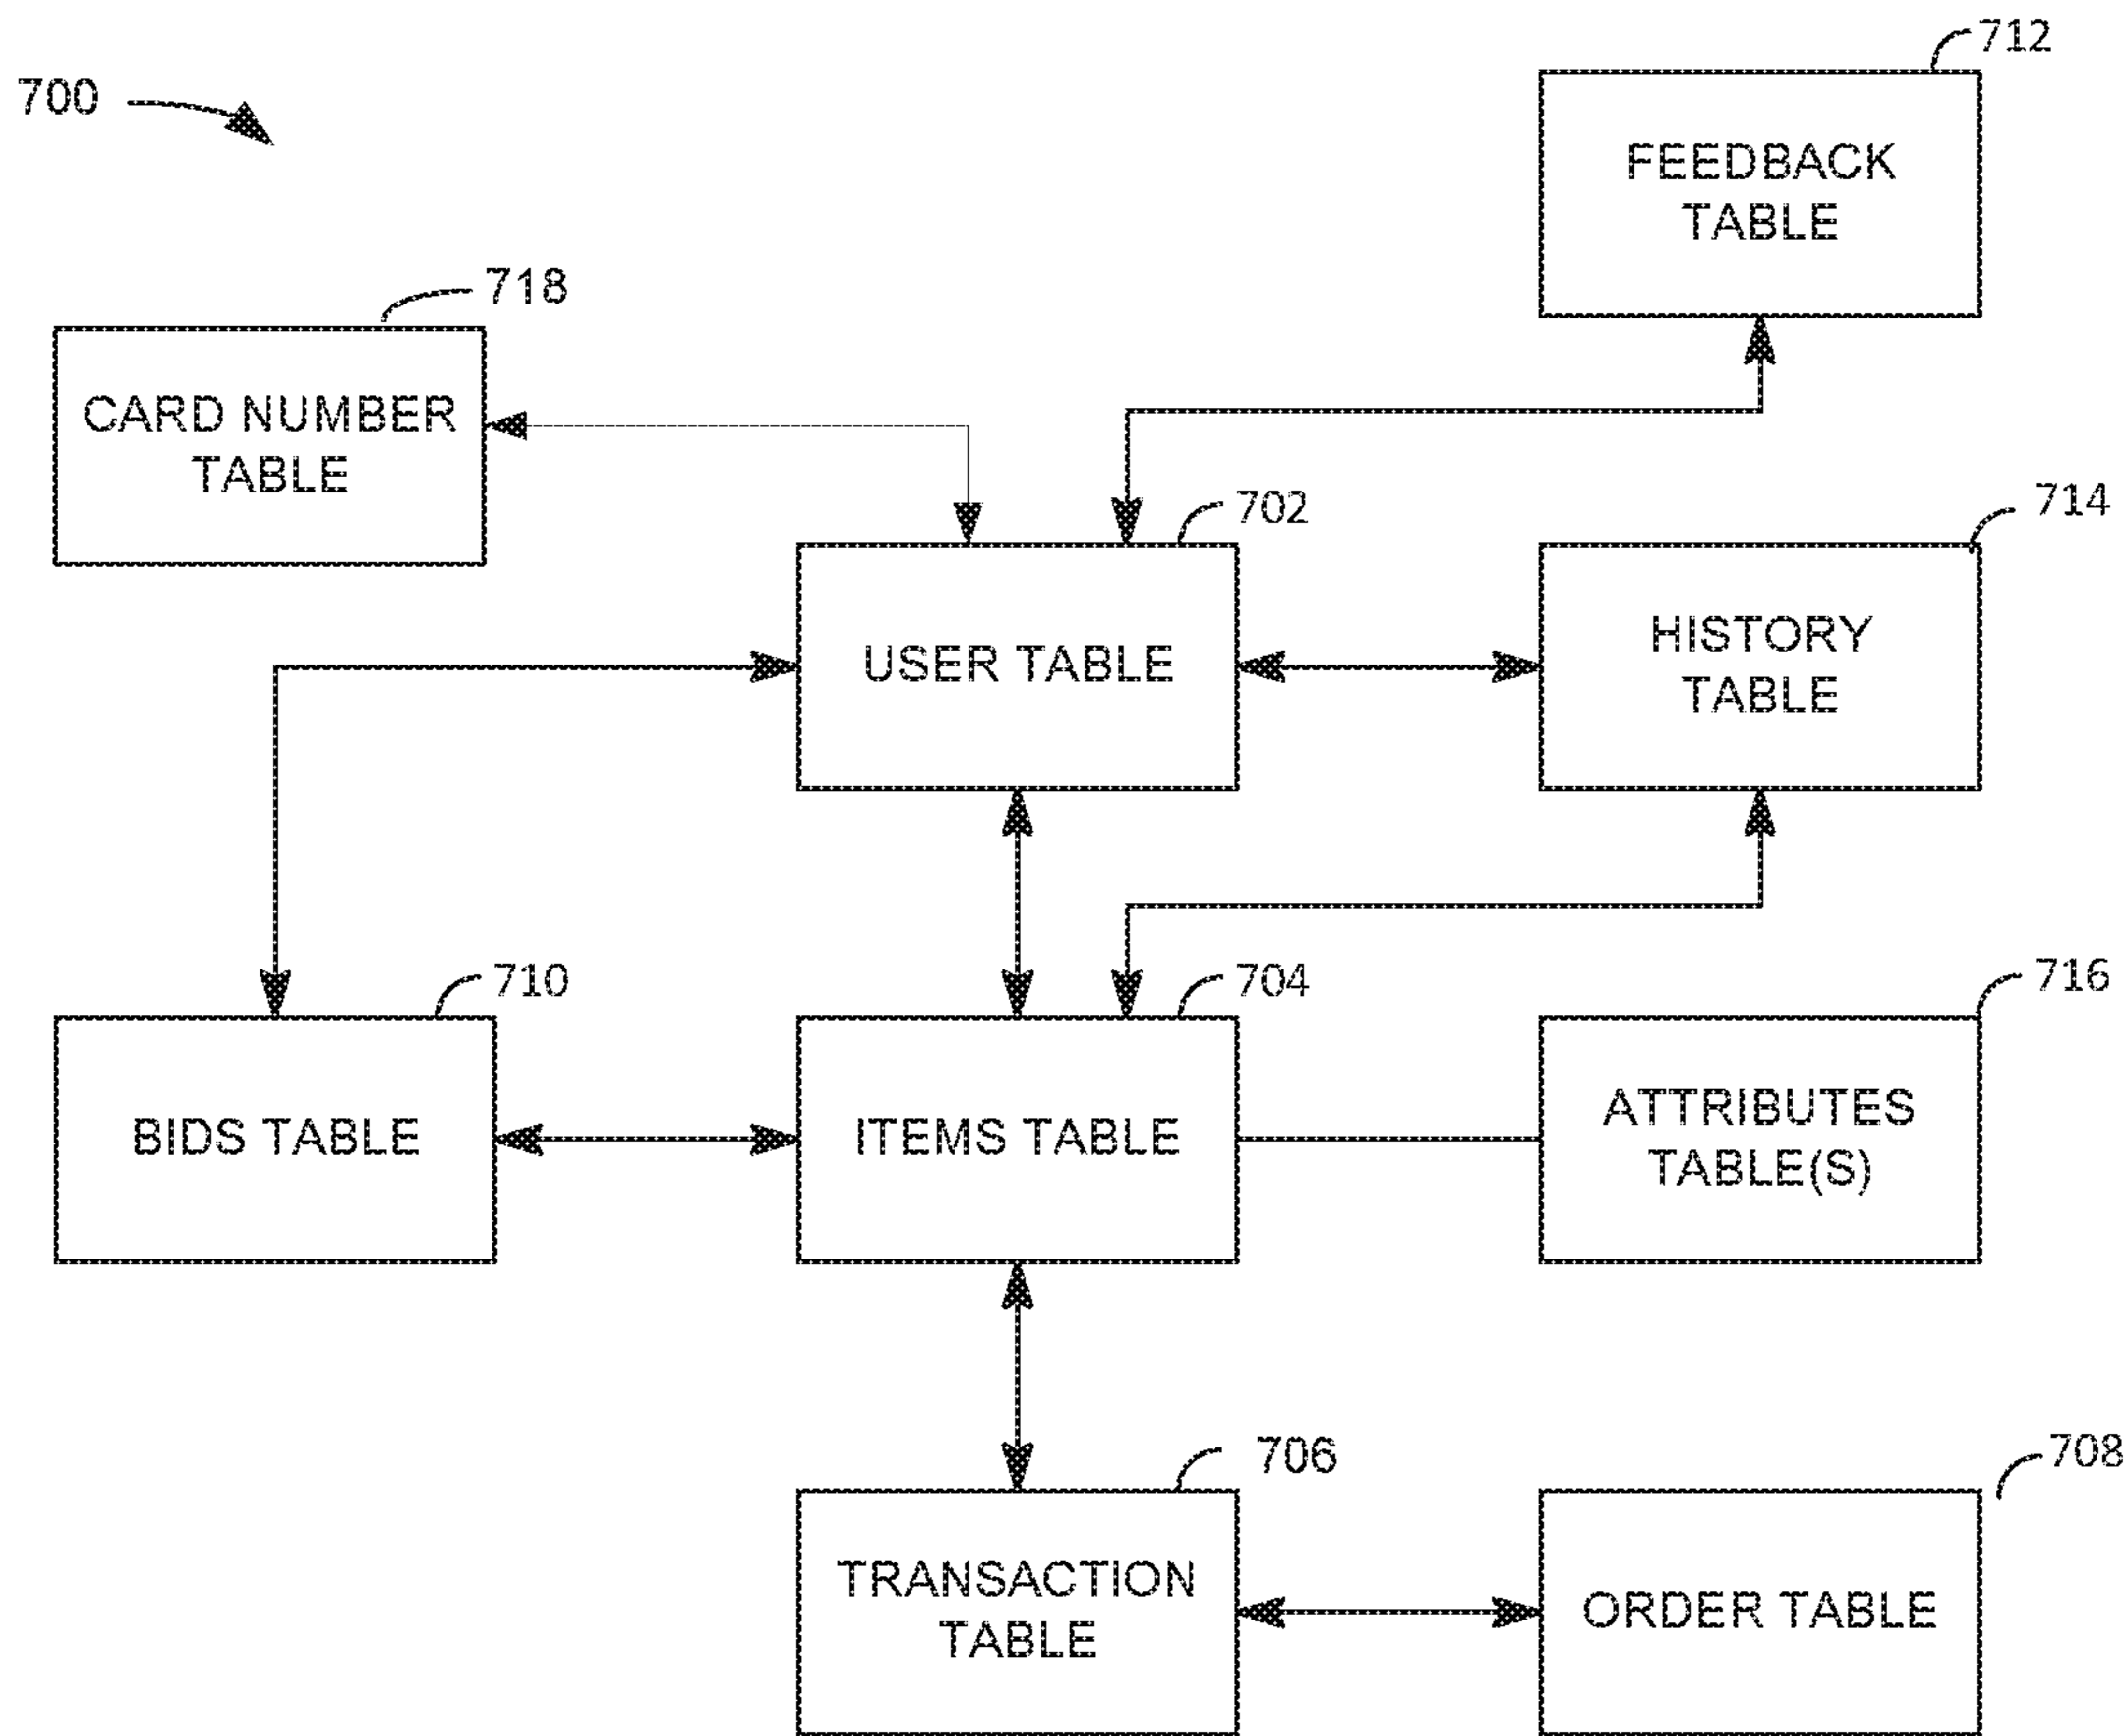 712
700
FEEDBACK
TABLE
718
CARD NUMBER
TABLE
702
714
USER TABLE
HISTORY
TABLE
710
704
716
BIDS TABLE
ITEMS TABLE
ATTRIBUTES
TABLE(S)
706
708
TRANSACTION
TABLE
ORDER TABLE